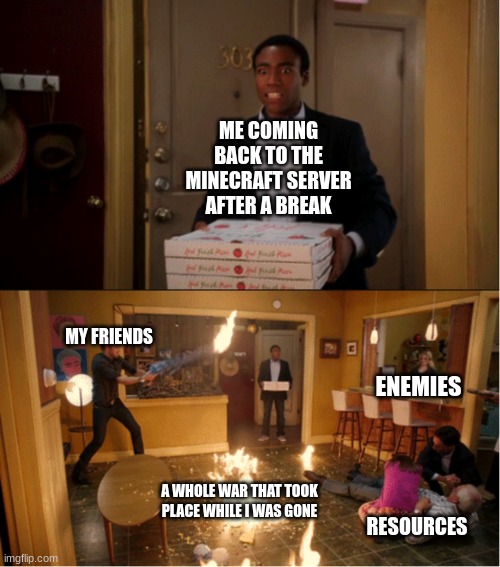 303
ME COMING
BACK TO THE
MINECRAFT SERVER
AFTER A BREAK
MY FRIENDS
ENEMIES
A WHOLE WAR THAT TOOK
PLACE WHILE I WAS GONE
RESOURCES
imgflip.com